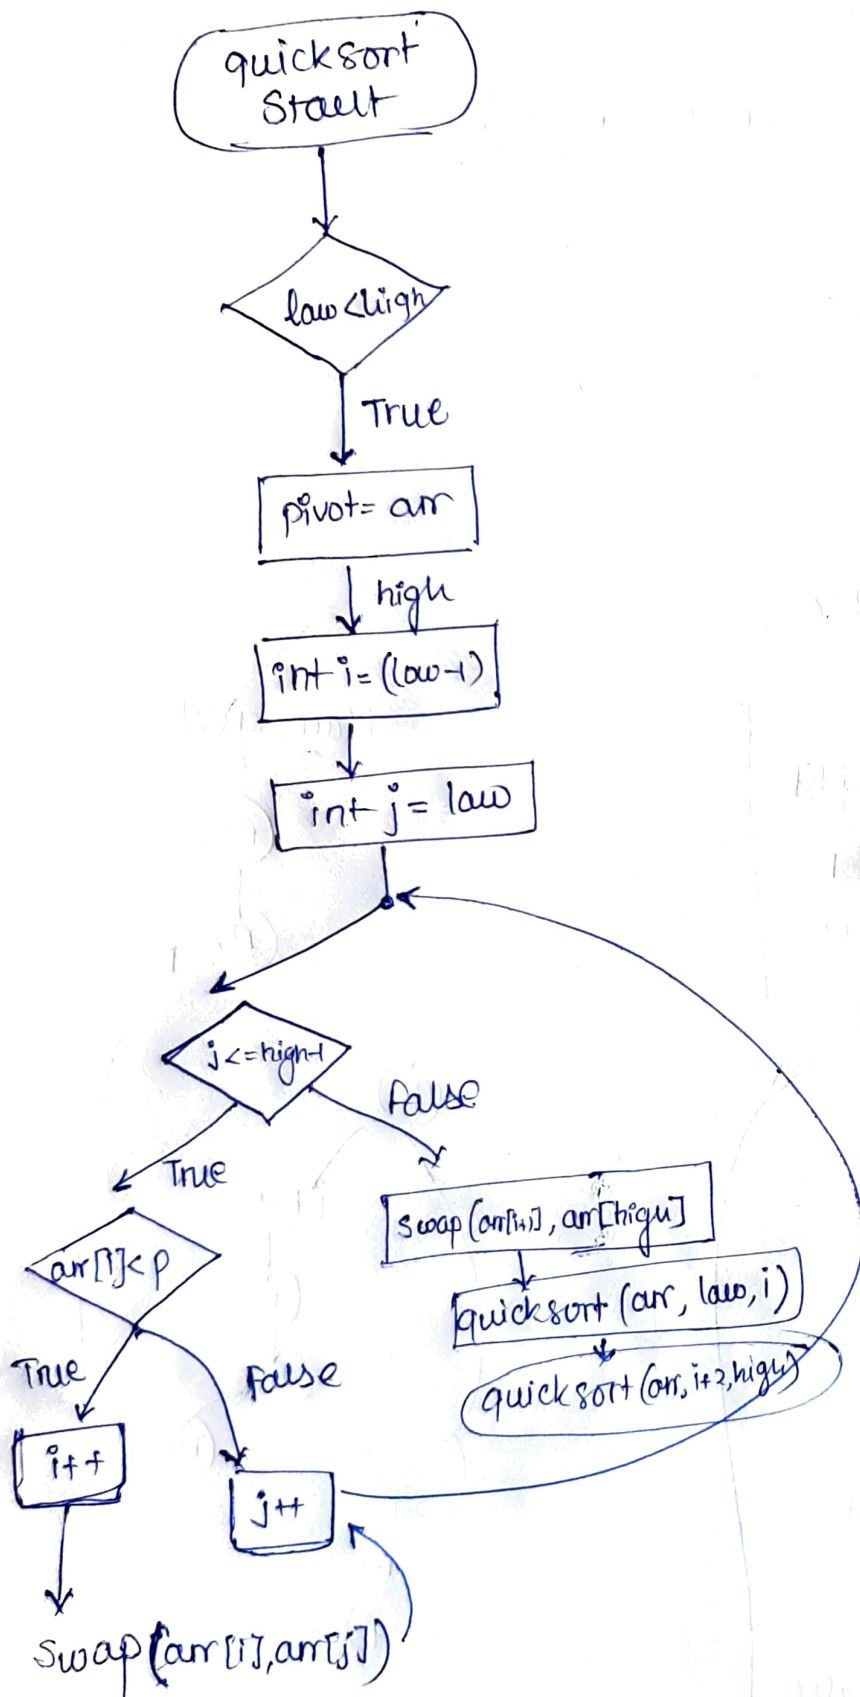 quicksort
Start
low<high
True
pivot= arr
high
int i=(low-1)
int j = low
j<=high-1
False
True
swap(arr[i+1], arr[high]
arr[i]<p
quicksort (arr, low, i)
True
False
quicksort(arr, i+2, high)
i++
j++
swap(arr[i],arr[j])